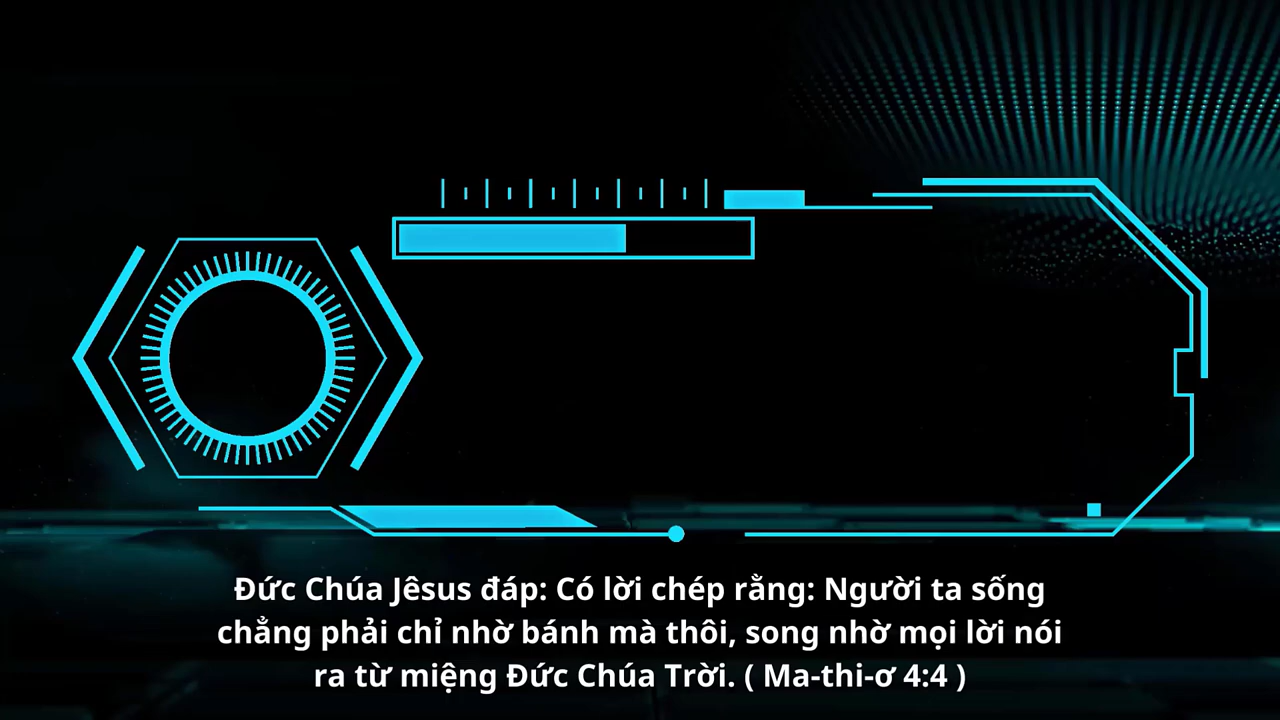 Đức Chúa Jêsus đáp: Có lời chép rằng: Người ta sống
chẳng phải chỉ nhờ bánh mà thôi, song nhờ mọi lời nói
ra từ miệng Đức Chúa Trời. ( Ma-thi-ơ 4:4 )